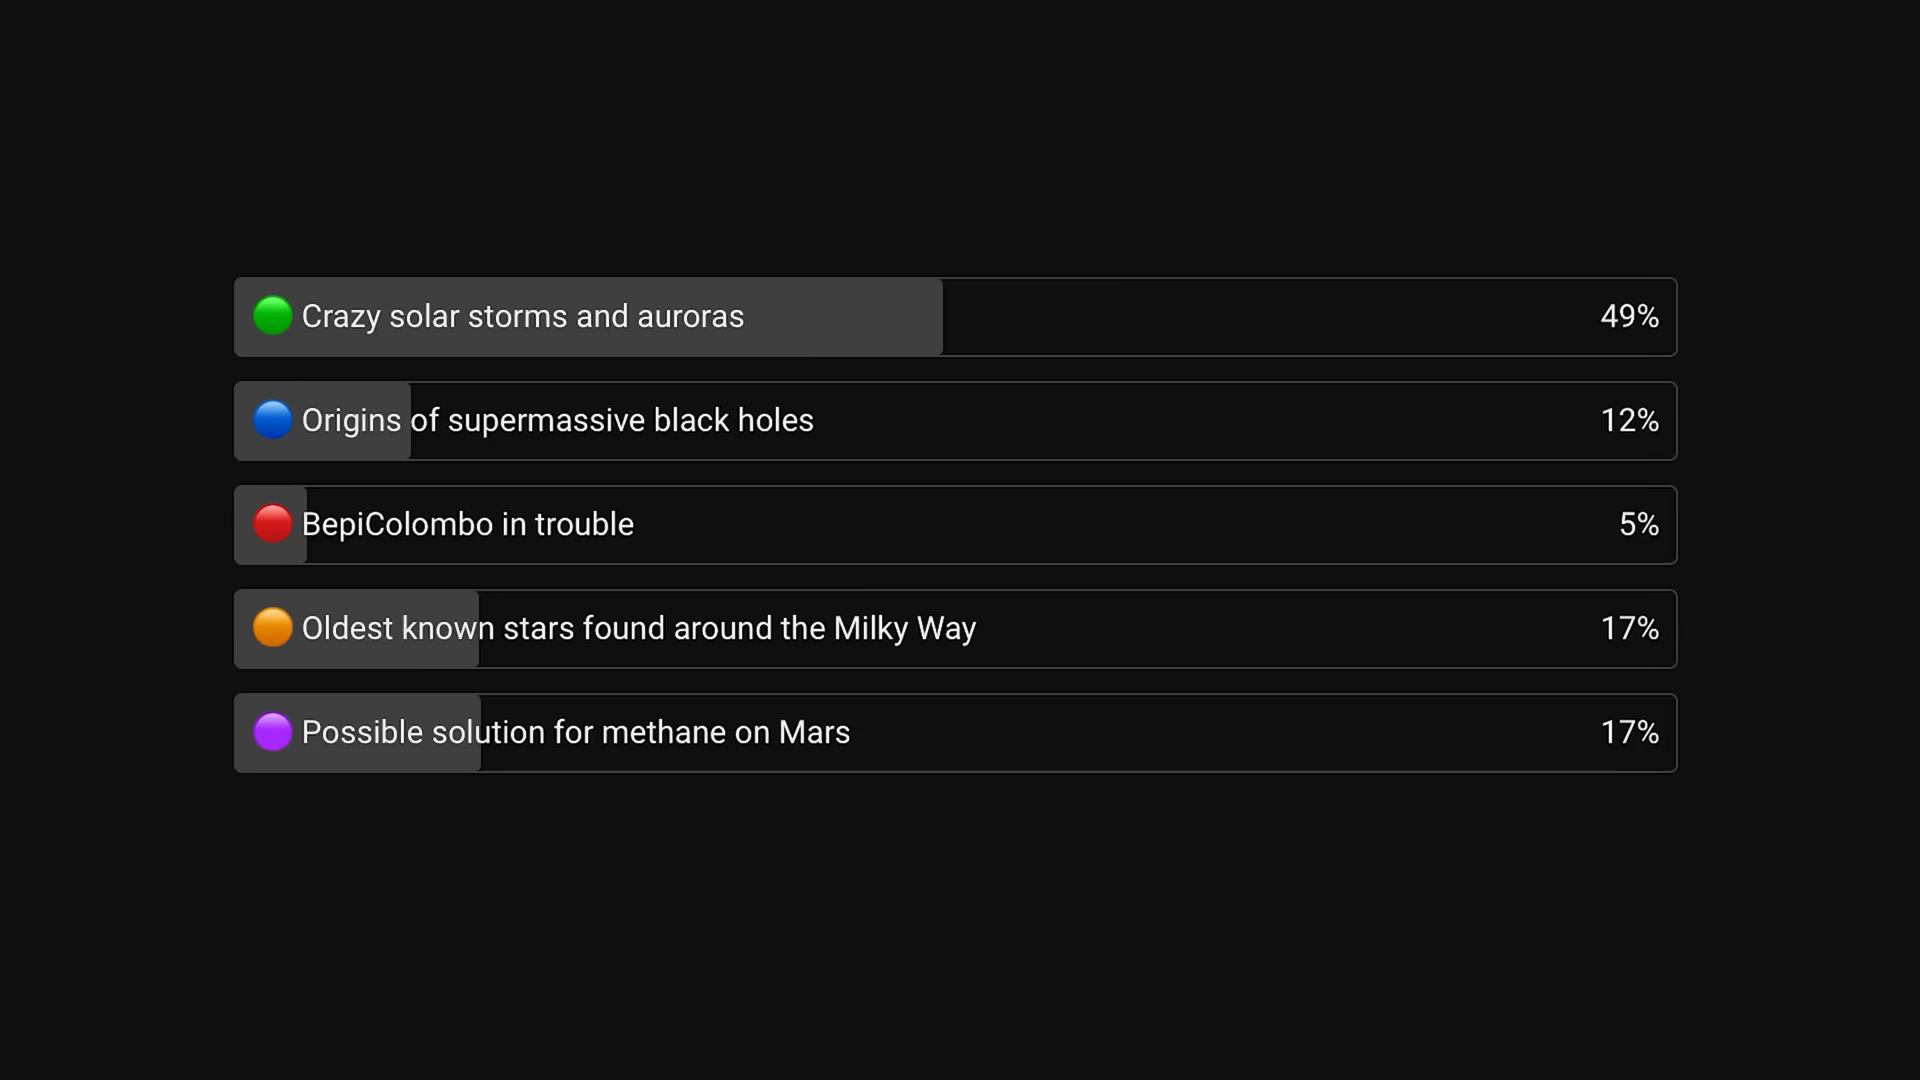 Crazy solar storms and auroras 49%
Origins of supermassive black holes 12%
BepiColombo in trouble 5%
Oldest known stars found around the Milky Way 17%
Possible solution for methane on Mars 17%